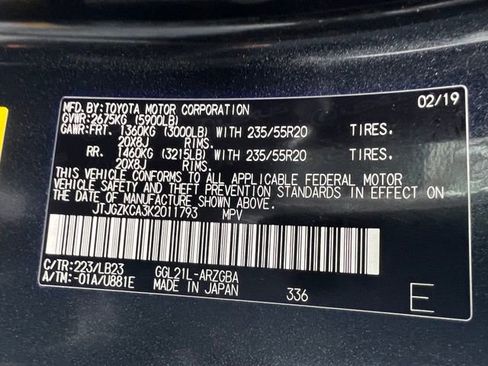 MFD.BY:TOYOTA MOTOR CORPORATION 02/19
GVWR:2675KG (5900LB)
GAWR:FRT. 1360KG (3000LB) WITH 235/55R20 TIRES.
20X8J RIMS.
RR. 1460KG (3215LB) WITH 235/55R20 TIRES.
20X8J RIMS.
THIS VEHICLE CONFORMS TO ALL APPLICABLE FEDERAL MOTOR
VEHICLE SAFETY AND THEFT PREVENTION STANDARDS IN EFFECT ON
THE DATE OF MANUFACTURE SHOWN ABOVE.
JTJGZKCA3K2011793 MPV
C/TR:223/LB23 GGL21L-ARZGBA
A/TM:-01A/U881E MADE IN JAPAN 336 E